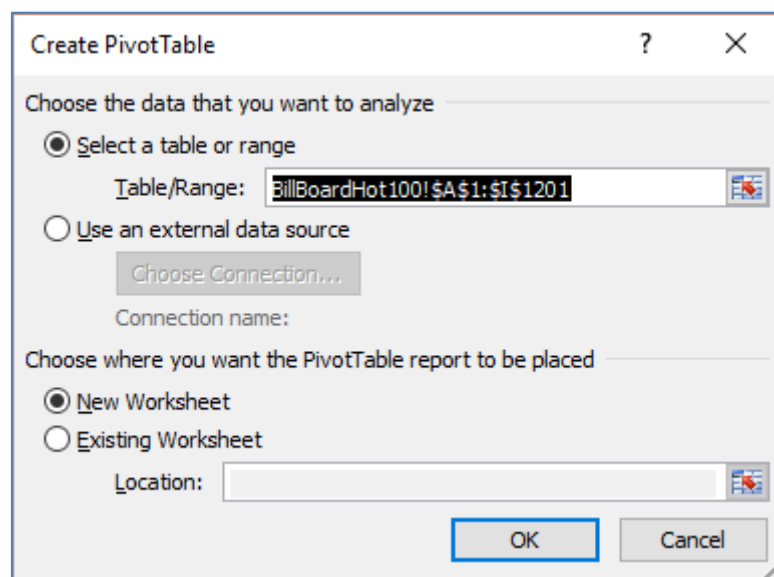 Create PivotTable
?
Choose the data that you want to analyze
Select a table or range
Table/Range: BillBoardHot100!$A$1:$I$1201
Use an external data source
Choose Connection...
Connection name:
Choose where you want the PivotTable report to be placed
New Worksheet
Existing Worksheet
Location:
OK Cancel